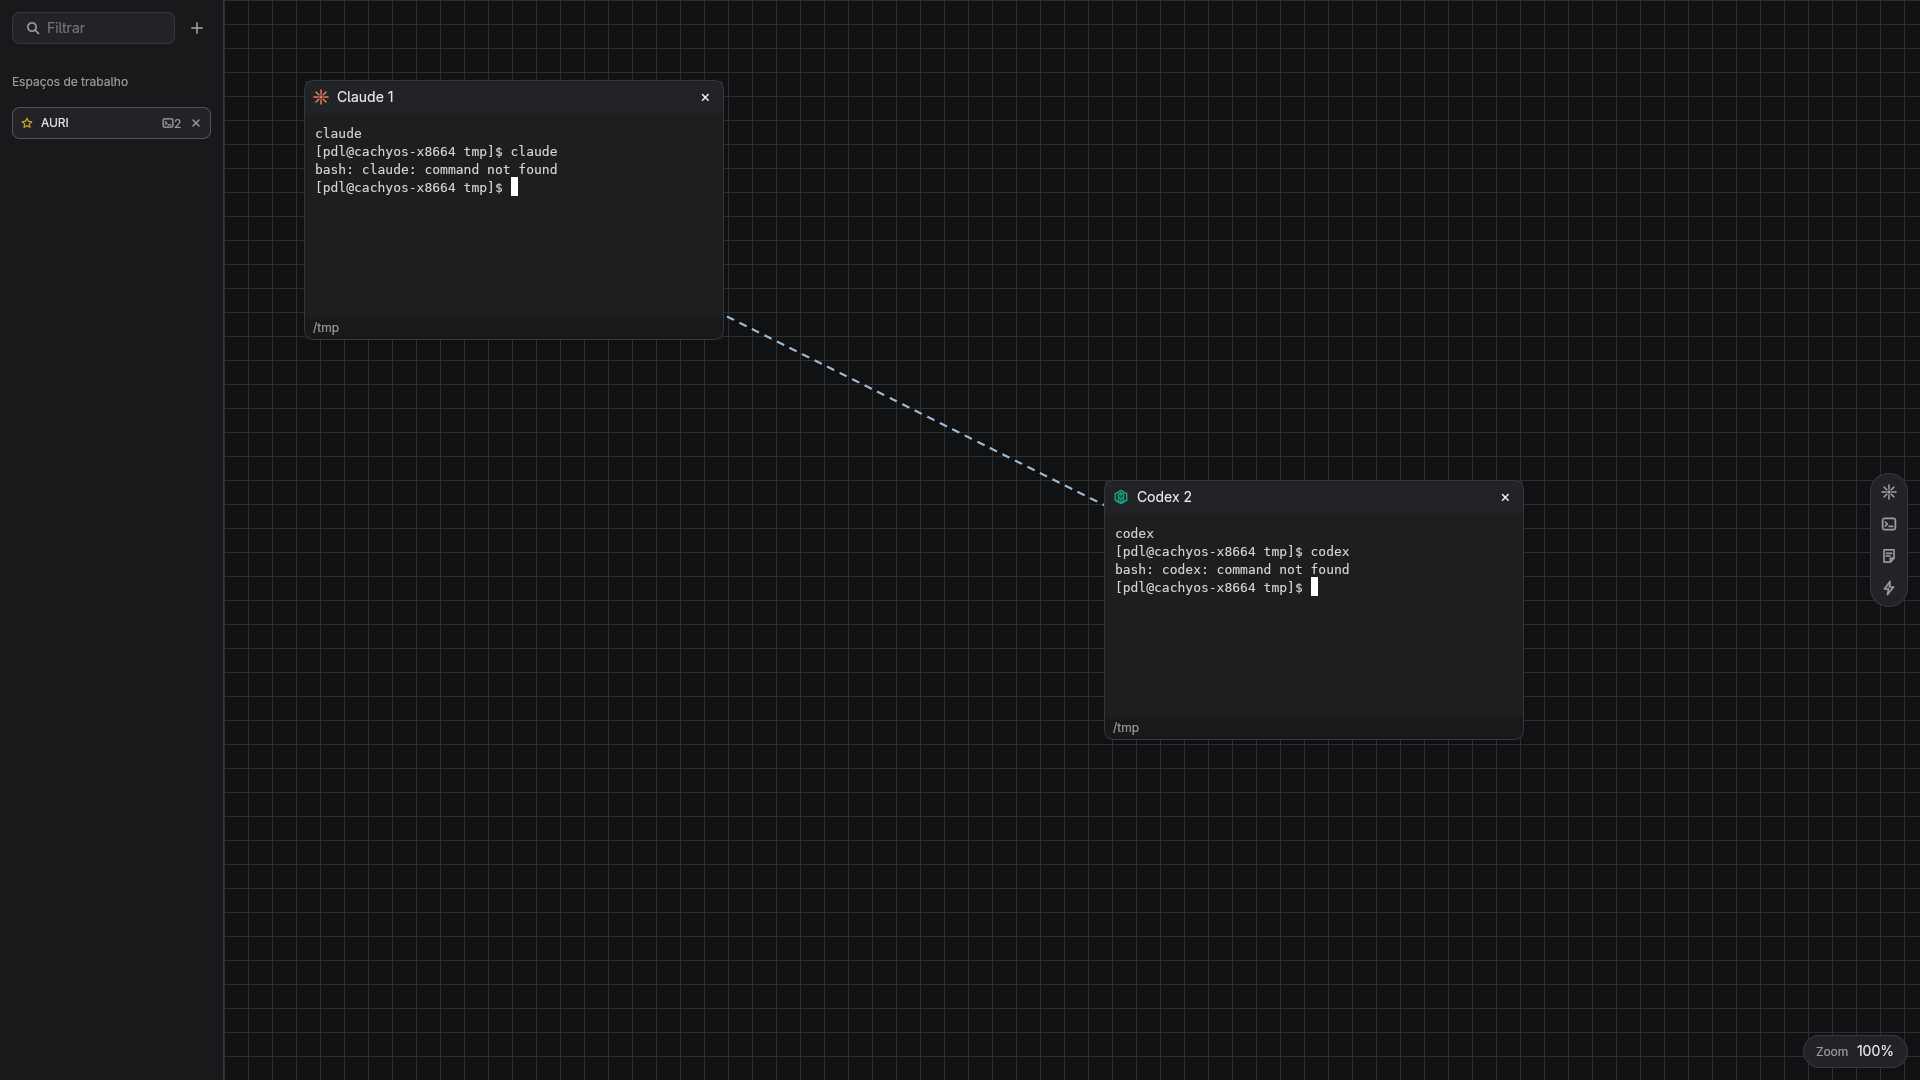 Filtrar
Espaços de trabalho
AURI
2
Claude 1
claude
[pdl@cachyos-x8664 tmp]$ claude
bash: claude: command not found
[pdl@cachyos-x8664 tmp]$
/tmp
Codex 2
codex
[pdl@cachyos-x8664 tmp]$ codex
bash: codex: command not found
[pdl@cachyos-x8664 tmp]$
/tmp
Zoom 100%